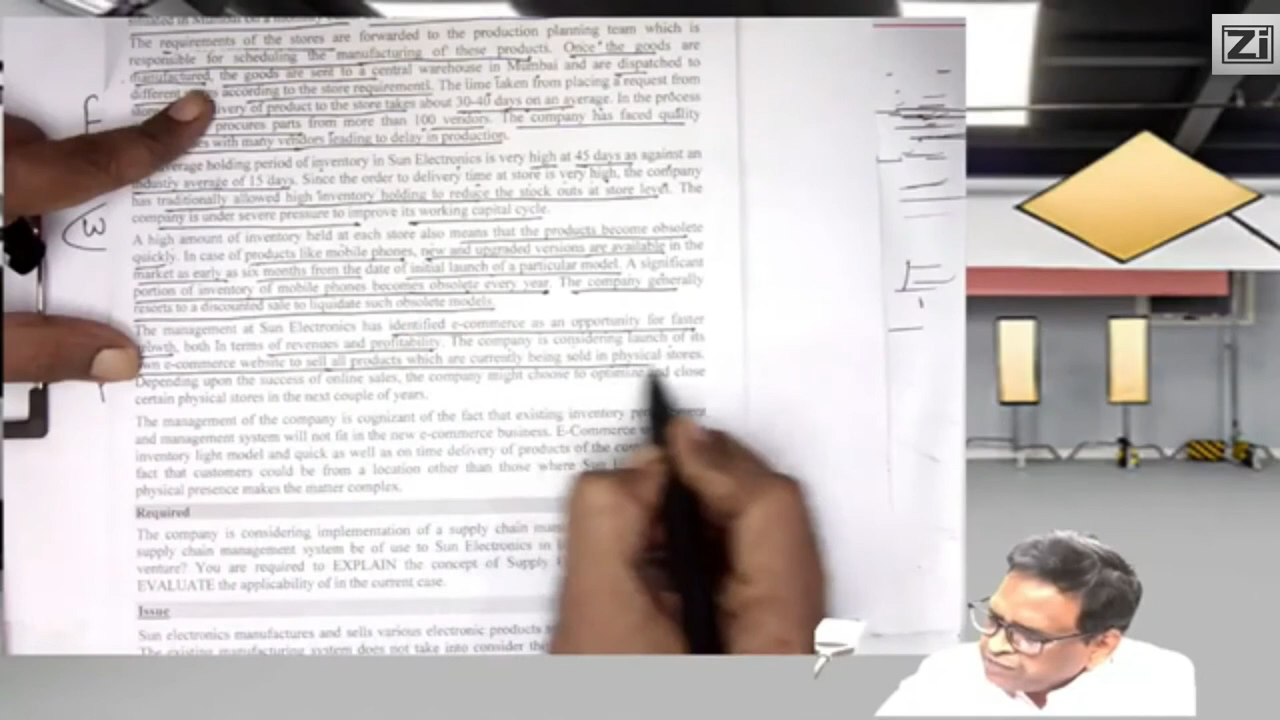 situated in Mumbai on a
The requirements of the stores are forwarded to the production planning team which is
responsible for scheduling the manufacturing of these products. Once the goods are
manufactured, the goods are sent to a central warehouse in Mumbai and are dispatched to
different according to the store requirement. The time taken from placing a request from
delivery of product to the store takes about 30-40 days on an average. In the process
procures parts from more than 100 vendors. The company has faced quality
with many vendors leading to delay in production.
average holding period of inventory in Sun Electronics is very high at 45 days as against an
industry average of 15 days. Since the order to delivery time at store is very high, the company
has traditionally allowed high inventory holding to reduce the stock outs at store level. The
company is under severe pressure to improve its working capital cycle.
A high amount of inventory held at each store also means that the products become obsolete
quickly. In case of products like mobile phones, new and upgraded versions are available in the
market as early as six months from the date of initial launch of a particular model. A significant
portion of inventory of mobile phones becomes obsolete every year. The company generally
resorts to a discounted sale to liquidate such obsolete models.
The management at Sun Electronics has identified e-commerce as an opportunity for faster
growth, both in terms of revenues and profitability. The company is considering launch of its
own e-commerce website to sell all products which are currently being sold in physical stores.
Depending upon the success of online sales, the company might choose to optimize and close
certain physical stores in the next couple of years.
The management of the company is cognizant of the fact that existing inventory
and management system will not fit in the new e-commerce business. E-Commerce
inventory light model and quick as well as on time delivery of products of the
fact that customers could be from a location other than those where Sun
physical presence makes the matter complex.
Required
The company is considering implementation of a supply chain
supply chain management system be of use to Sun Electronics in
venture? You are required to EXPLAIN the concept of Supply
EVALUATE the applicability of in the current case.
Issue
Sun electronics manufactures and sells various electronic products
The existing manufacturing system does not take into consider
W
Zi